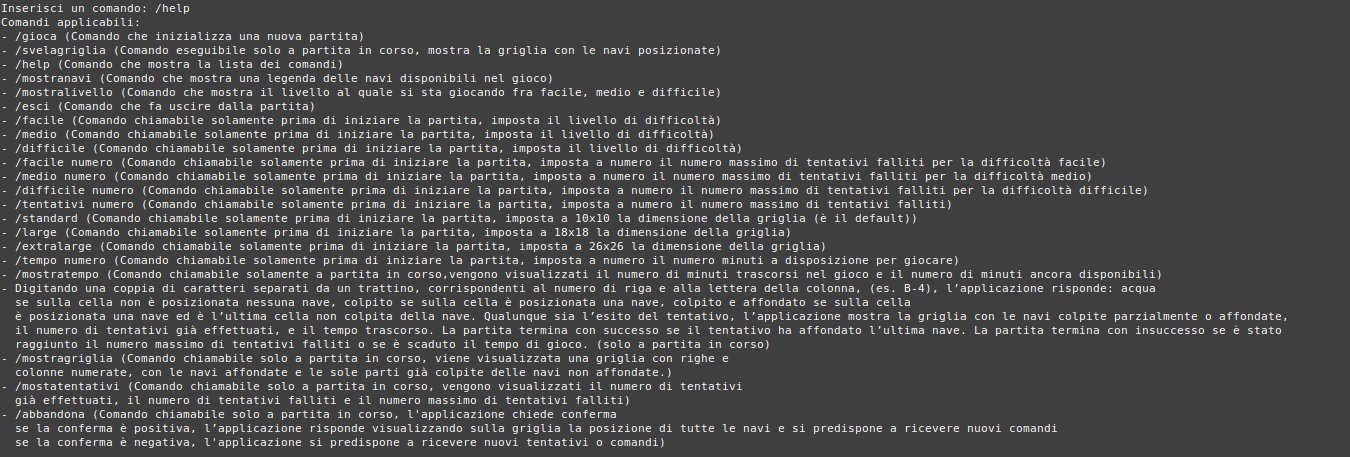 Inserisci un comando: /help
Comandi applicabili:
- /gioca (Comando che inizializza una nuova partita)
- /svelagriglia (Comando eseguibile solo a partita in corso, mostra la griglia con le navi posizionate)
- /help (Comando che mostra la lista dei comandi)
- /mostranavi (Comando che mostra una legenda delle navi disponibili nel gioco)
- /mostralivello (Comando che mostra il livello al quale si sta giocando fra facile, medio e difficile)
- /esci (Comando che fa uscire dalla partita)
- /facile (Comando chiamabile solamente prima di iniziare la partita, imposta il livello di difficoltà)
- /medio (Comando chiamabile solamente prima di iniziare la partita, imposta il livello di difficoltà)
- /difficile (Comando chiamabile solamente prima di iniziare la partita, imposta il livello di difficoltà)
- /facile numero (Comando chiamabile solamente prima di iniziare la partita, imposta a numero il numero massimo di tentativi falliti per la difficoltà facile)
- /medio numero (Comando chiamabile solamente prima di iniziare la partita, imposta a numero il numero massimo di tentativi falliti per la difficoltà medio)
- /difficile numero (Comando chiamabile solamente prima di iniziare la partita, imposta a numero il numero massimo di tentativi falliti per la difficoltà difficile)
- /tentativi numero (Comando chiamabile solamente prima di iniziare la partita, imposta a numero il numero massimo di tentativi falliti)
- /standard (Comando chiamabile solamente prima di iniziare la partita, imposta a 10x10 la dimensione della griglia (è il default))
- /large (Comando chiamabile solamente prima di iniziare la partita, imposta a 18x18 la dimensione della griglia)
- /extralarge (Comando chiamabile solamente prima di iniziare la partita, imposta a 26x26 la dimensione della griglia)
- /tempo numero (Comando chiamabile solamente prima di iniziare la partita, imposta a numero il numero minuti a disposizione per giocare)
- /mostratempo (Comando chiamabile solamente a partita in corso,vengono visualizzati il numero di minuti trascorsi nel gioco e il numero di minuti ancora disponibili)
- Digitando una coppia di caratteri separati da un trattino, corrispondenti al numero di riga e alla lettera della colonna, (es. B-4), l’applicazione risponde: acqua
se sulla cella non è posizionata nessuna nave, colpito se sulla cella è posizionata una nave, colpito e affondato se sulla cella
è posizionata una nave ed è l’ultima cella non colpita della nave. Qualunque sia l’esito del tentativo, l’applicazione mostra la griglia con le navi colpite parzialmente o affondate,
il numero di tentativi già effettuati, e il tempo trascorso. La partita termina con successo se il tentativo ha affondato l’ultima nave. La partita termina con insuccesso se è stato
raggiunto il numero massimo di tentativi falliti o se è scaduto il tempo di gioco. (solo a partita in corso)
- /mostragriglia (Comando chiamabile solo a partita in corso, viene visualizzata una griglia con righe e
colonne numerate, con le navi affondate e le sole parti già colpite delle navi non affondate.)
- /mostatentativi (Comando chiamabile solo a partita in corso, vengono visualizzati il numero di tentativi
già effettuati, il numero di tentativi falliti e il numero massimo di tentativi falliti)
- /abbandona (Comando chiamabile solo a partita in corso, l'applicazione chiede conferma
se la conferma è positiva, l’applicazione risponde visualizzando sulla griglia la posizione di tutte le navi e si predispone a ricevere nuovi comandi
se la conferma è negativa, l'applicazione si predispone a ricevere nuovi tentativi o comandi)